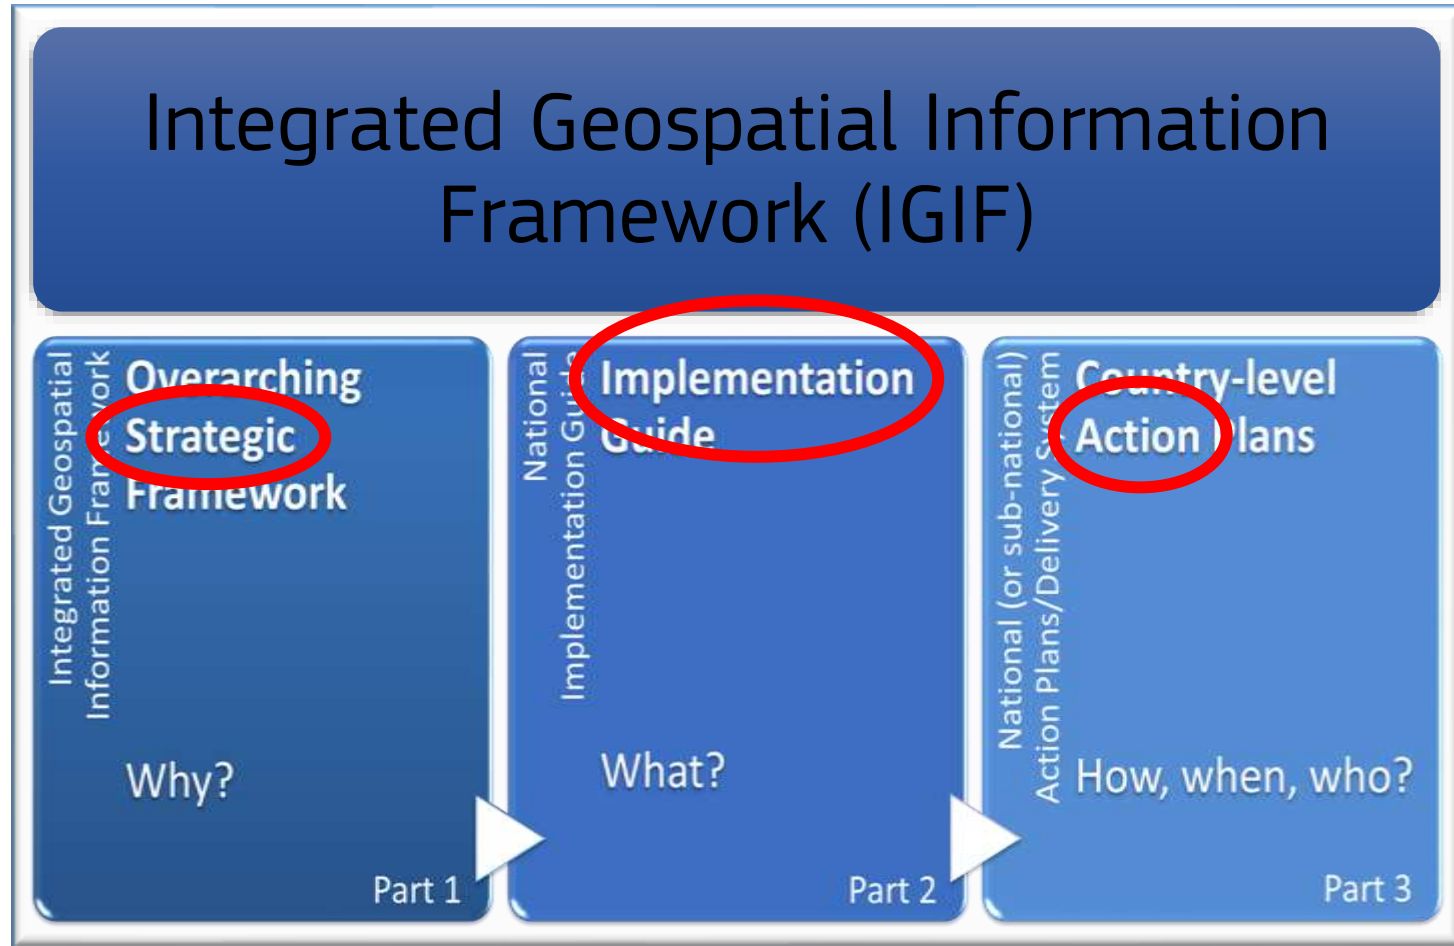 Integrated Geospatial Information
Framework (IGIF)
Integrated Geospatial
Information Framework
Overarching
Strategic
Framework
Why?
Part 1
National
Implementation Guide
Implementation
Guide
What?
Part 2
National (or sub-national)
Action Plans/Delivery System
Country-level
Action Plans
How, when, who?
Part 3